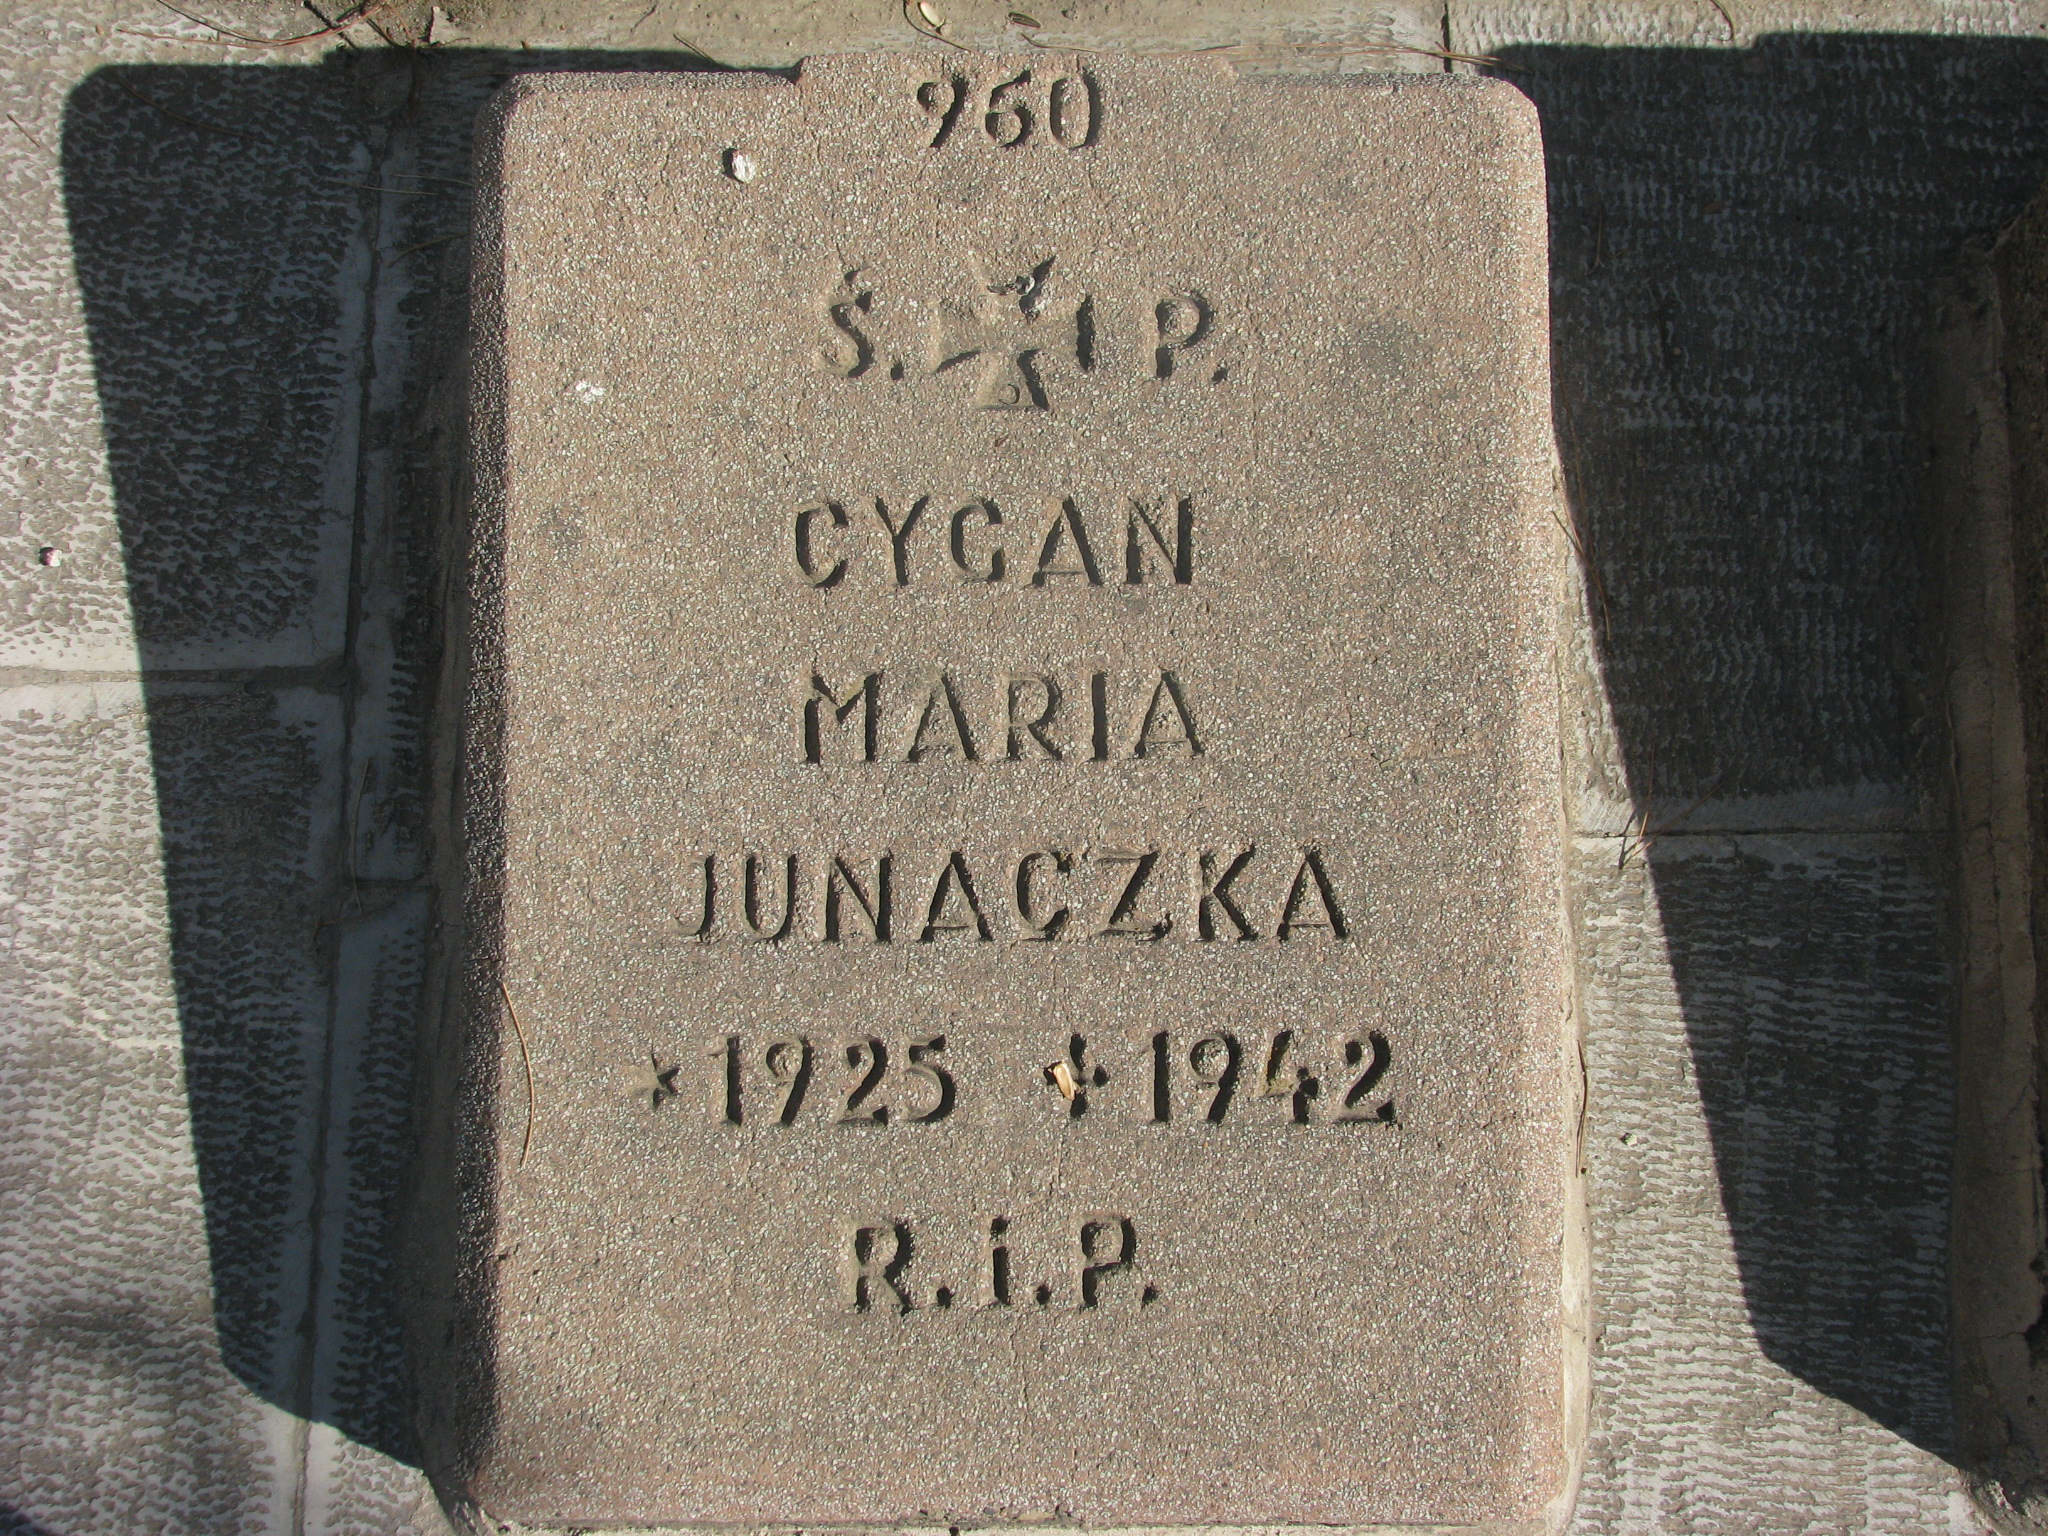 960
Ś. P.
CYGAN
MARIA
JUNACZKA
* 1925 + 1942
R.i.P.